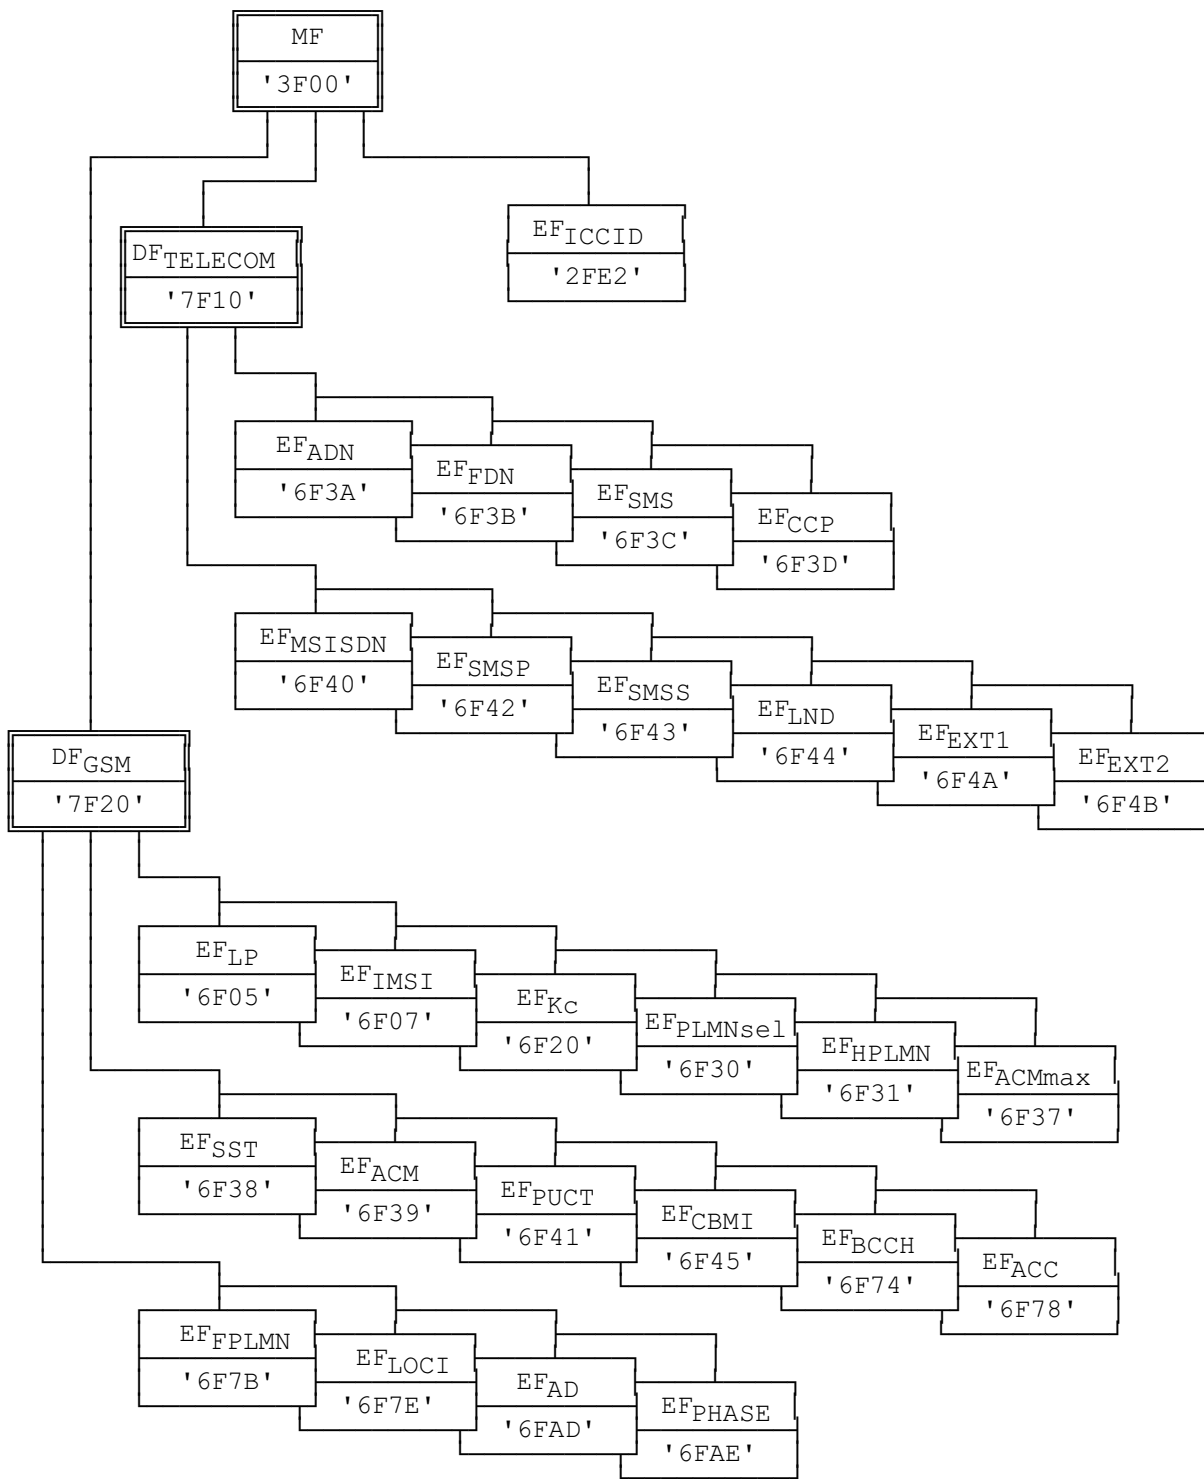 MF
'3F00'
EFICCID
'2FE2'
DFTELECOM
'7F10'
EFADN
'6F3A'
EFFDN
'6F3B'
EFSMS
'6F3C'
EFCCP
'6F3D'
EFMSISDN
'6F40'
EFSMSP
'6F42'
EFSMSS
'6F43'
EFLND
'6F44'
EFEXT1
'6F4A'
EFEXT2
'6F4B'
DFGSM
'7F20'
EFLP
'6F05'
EFIMSI
'6F07'
EFKc
'6F20'
EFPLMNsel
'6F30'
EFHPLMN
'6F31'
EFACMmax
'6F37'
EFSST
'6F38'
EFACM
'6F39'
EFPUCT
'6F41'
EFCBMI
'6F45'
EFBCCH
'6F74'
EFACC
'6F78'
EFFPLMN
'6F7B'
EFLOCI
'6F7E'
EFAD
'6FAD'
EFPHASE
'6FAE'